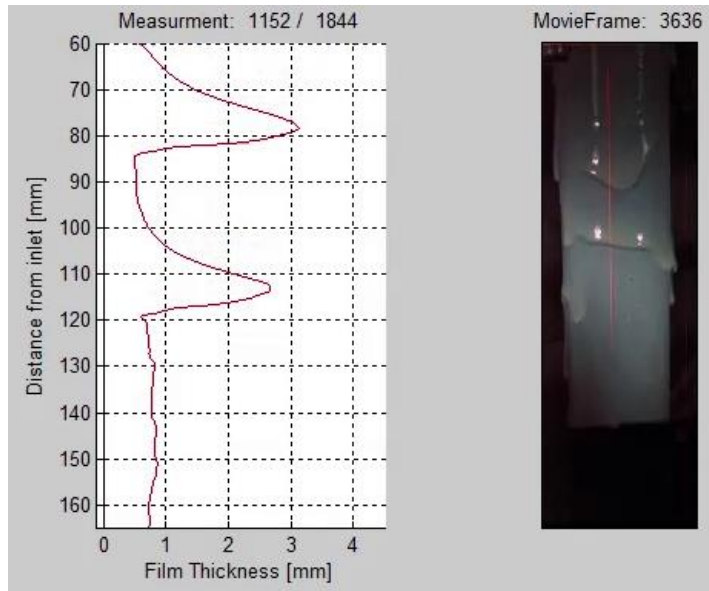 Measurment: 1152 / 1844
MovieFrame: 3636
60
70
80
90
100
110
120
130
140
150
160
Distance from inlet [mm]
0 1 2 3 4
Film Thickness [mm]